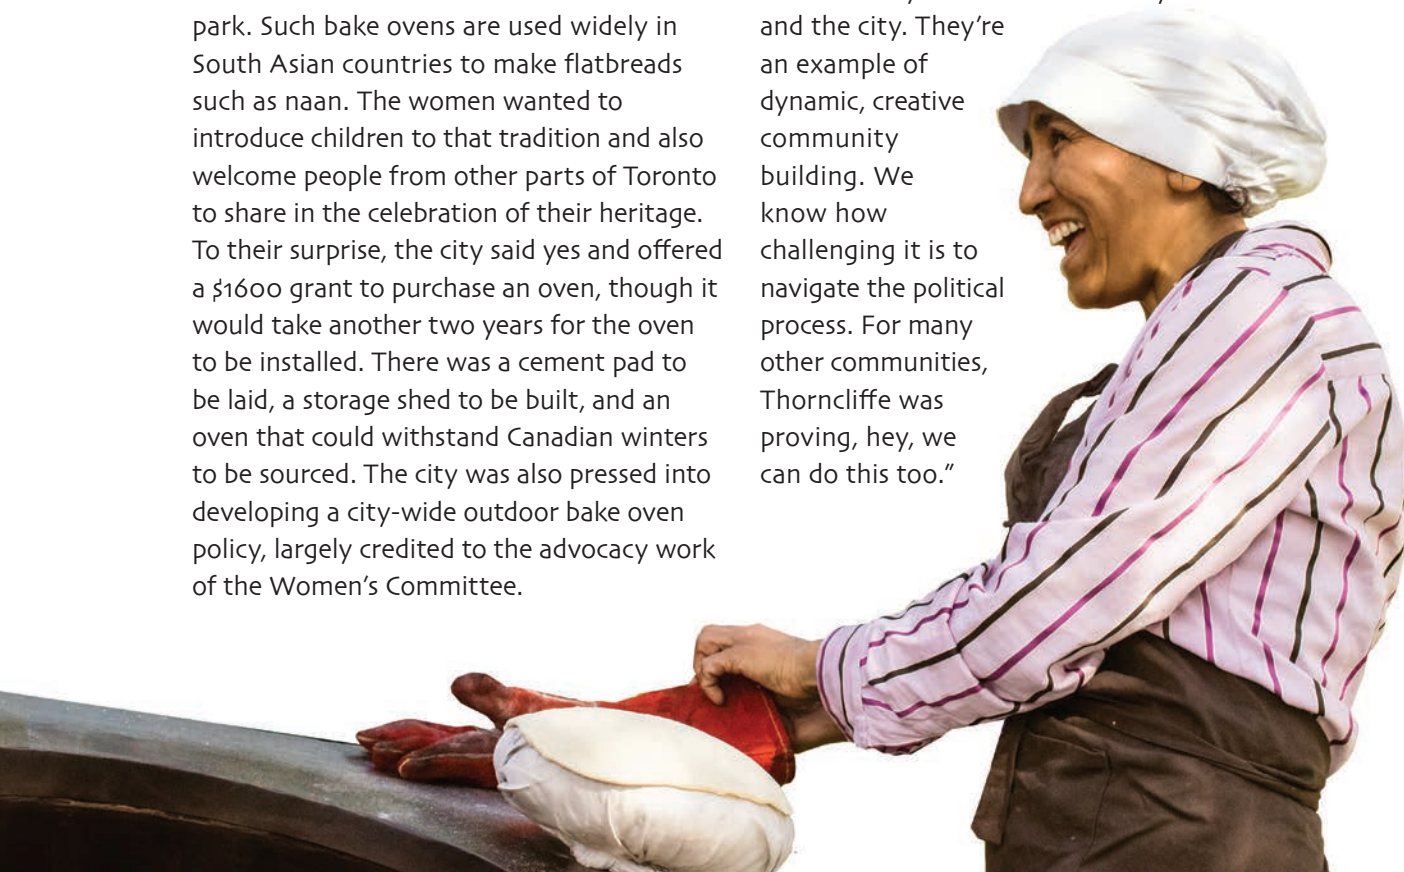 park. Such bake ovens are used widely in
South Asian countries to make flatbreads
such as naan. The women wanted to
introduce children to that tradition and also
welcome people from other parts of Toronto
to share in the celebration of their heritage.
To their surprise, the city said yes and offered
a $1600 grant to purchase an oven, though it
would take another two years for the oven
to be installed. There was a cement pad to
be laid, a storage shed to be built, and an
oven that could withstand Canadian winters
to be sourced. The city was also pressed into
developing a city-wide outdoor bake oven
policy, largely credited to the advocacy work
of the Women’s Committee.
and the city. They’re
an example of
dynamic, creative
community
building. We
know how
challenging it is to
navigate the political
process. For many
other communities,
Thorncliffe was
proving, hey, we
can do this too.”